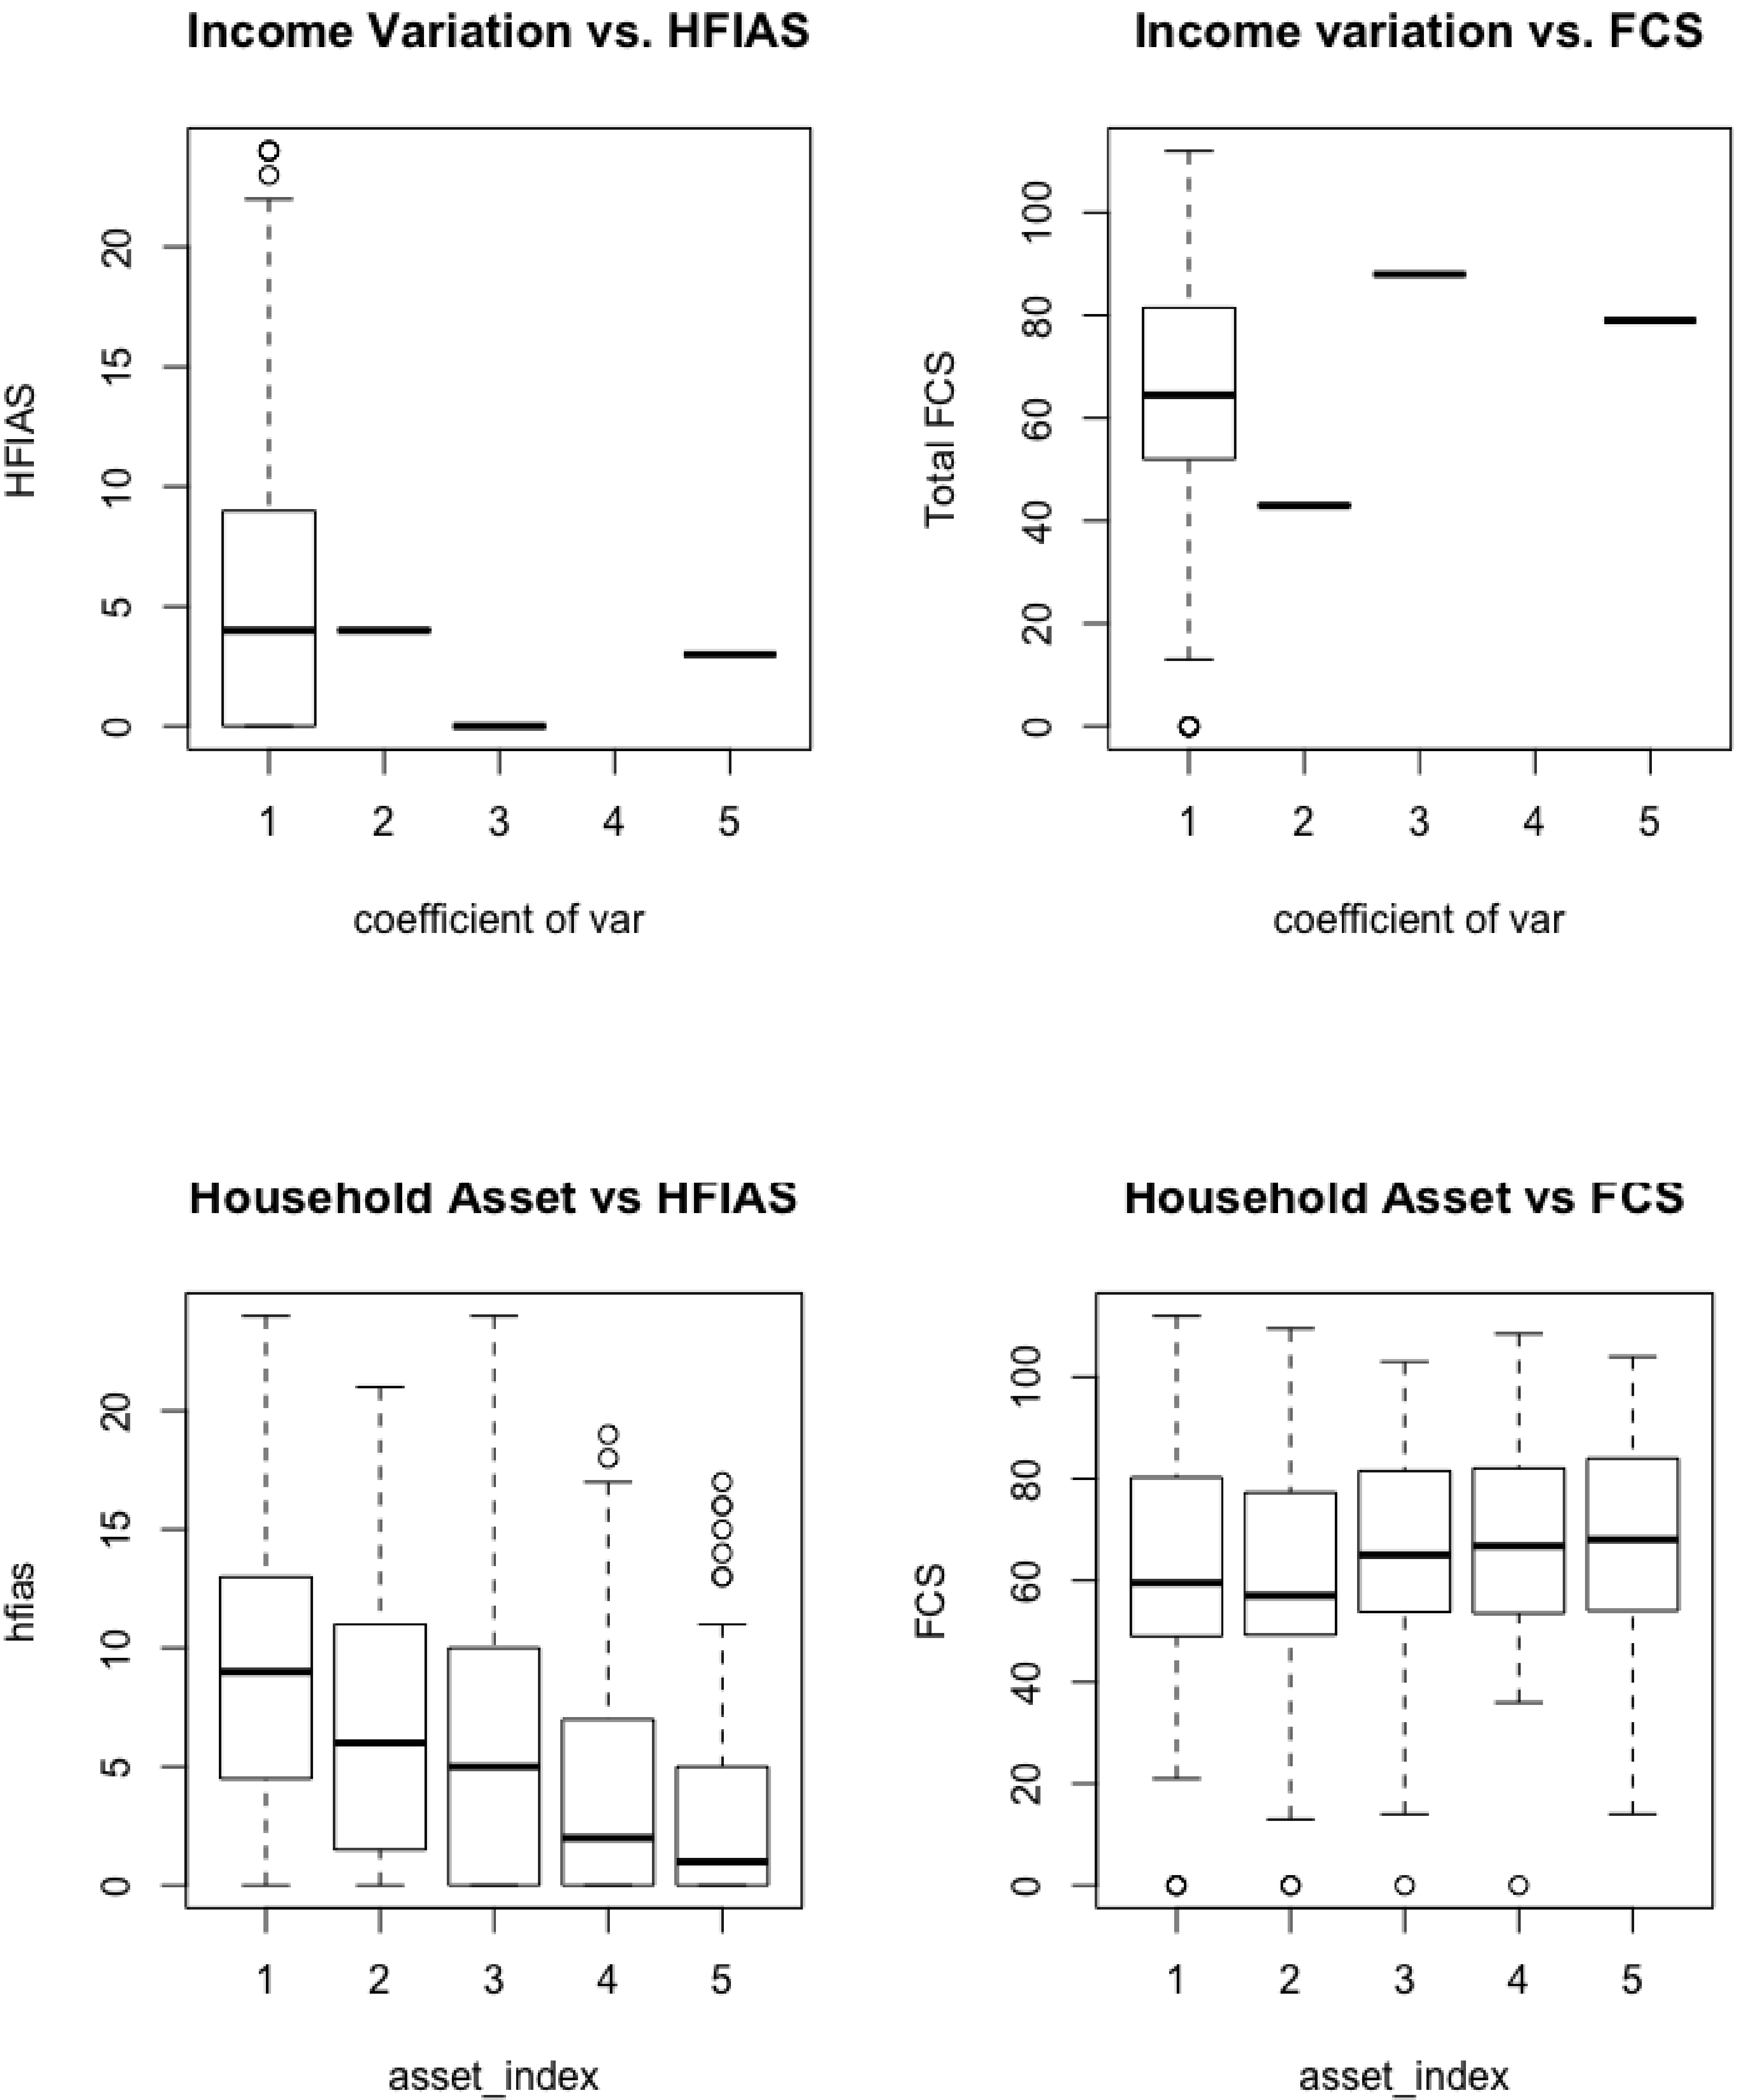 Income Variation vs. HFIAS
HFIAS
20
15
10
5
0
1 2 3 4 5
coefficient of var
Income variation vs. FCS
Total FCS
100
80
60
40
20
0
1 2 3 4 5
coefficient of var
Household Asset vs HFIAS
hfias
20
15
10
5
0
1 2 3 4 5
asset_index
Household Asset vs FCS
FCS
100
80
60
40
20
0
1 2 3 4 5
asset_index